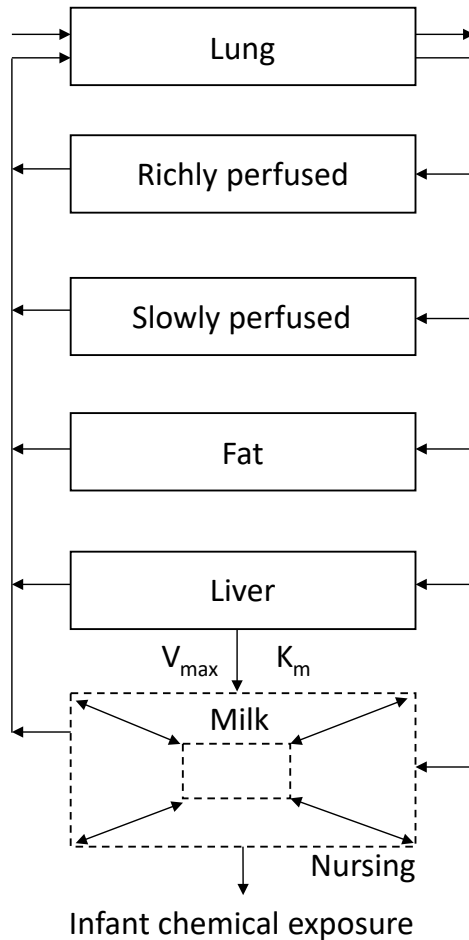 Lung
Richly perfused
Slowly perfused
Fat
Liver
Vmax Km
Milk
Nursing
Infant chemical exposure